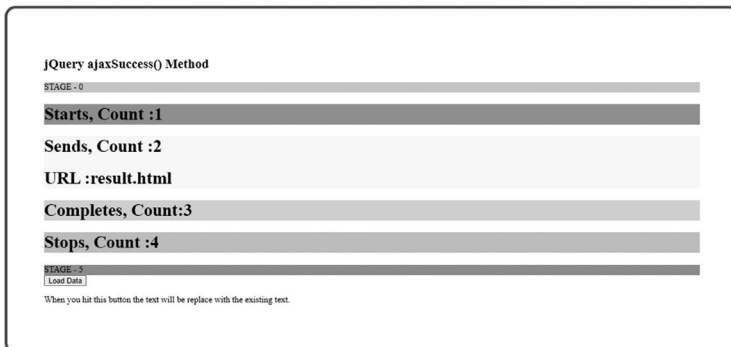 jQuery ajaxSuccess() Method
STAGE - 0
Starts, Count :1
Sends, Count :2
URL :result.html
Completes, Count:3
Stops, Count :4
STAGE - 5
Load Data
When you hit this button the text will be replace with the existing text.